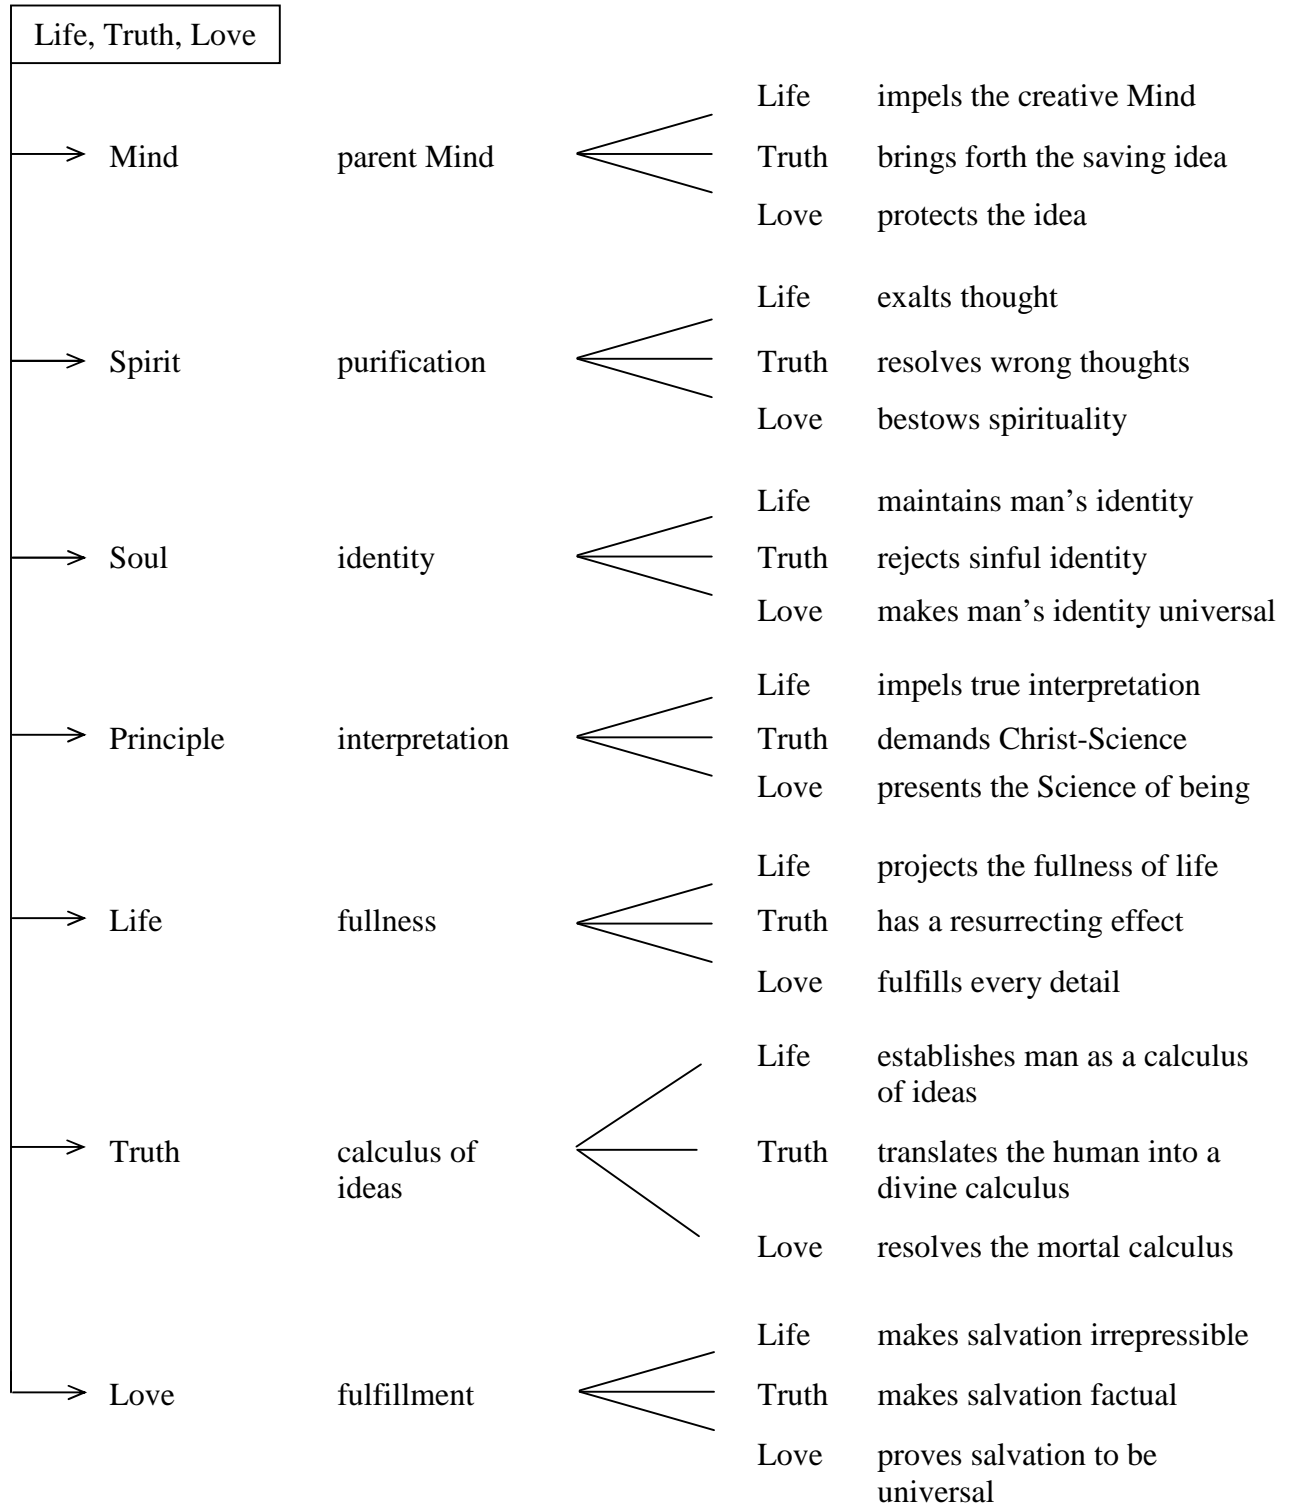 Life, Truth, Love
Life impels the creative Mind
Mind parent Mind Truth brings forth the saving idea
Love protects the idea
Life exalts thought
Spirit purification Truth resolves wrong thoughts
Love bestows spirituality
Life maintains man’s identity
Soul identity Truth rejects sinful identity
Love makes man’s identity universal
Life impels true interpretation
Principle interpretation Truth demands Christ-Science
Love presents the Science of being
Life projects the fullness of life
Life fullness Truth has a resurrecting effect
Love fulfills every detail
Life establishes man as a calculus
of ideas
Truth calculus of Truth translates the human into a
ideas divine calculus
Love resolves the mortal calculus
Life makes salvation irrepressible
Love fulfillment Truth makes salvation factual
Love proves salvation to be
universal